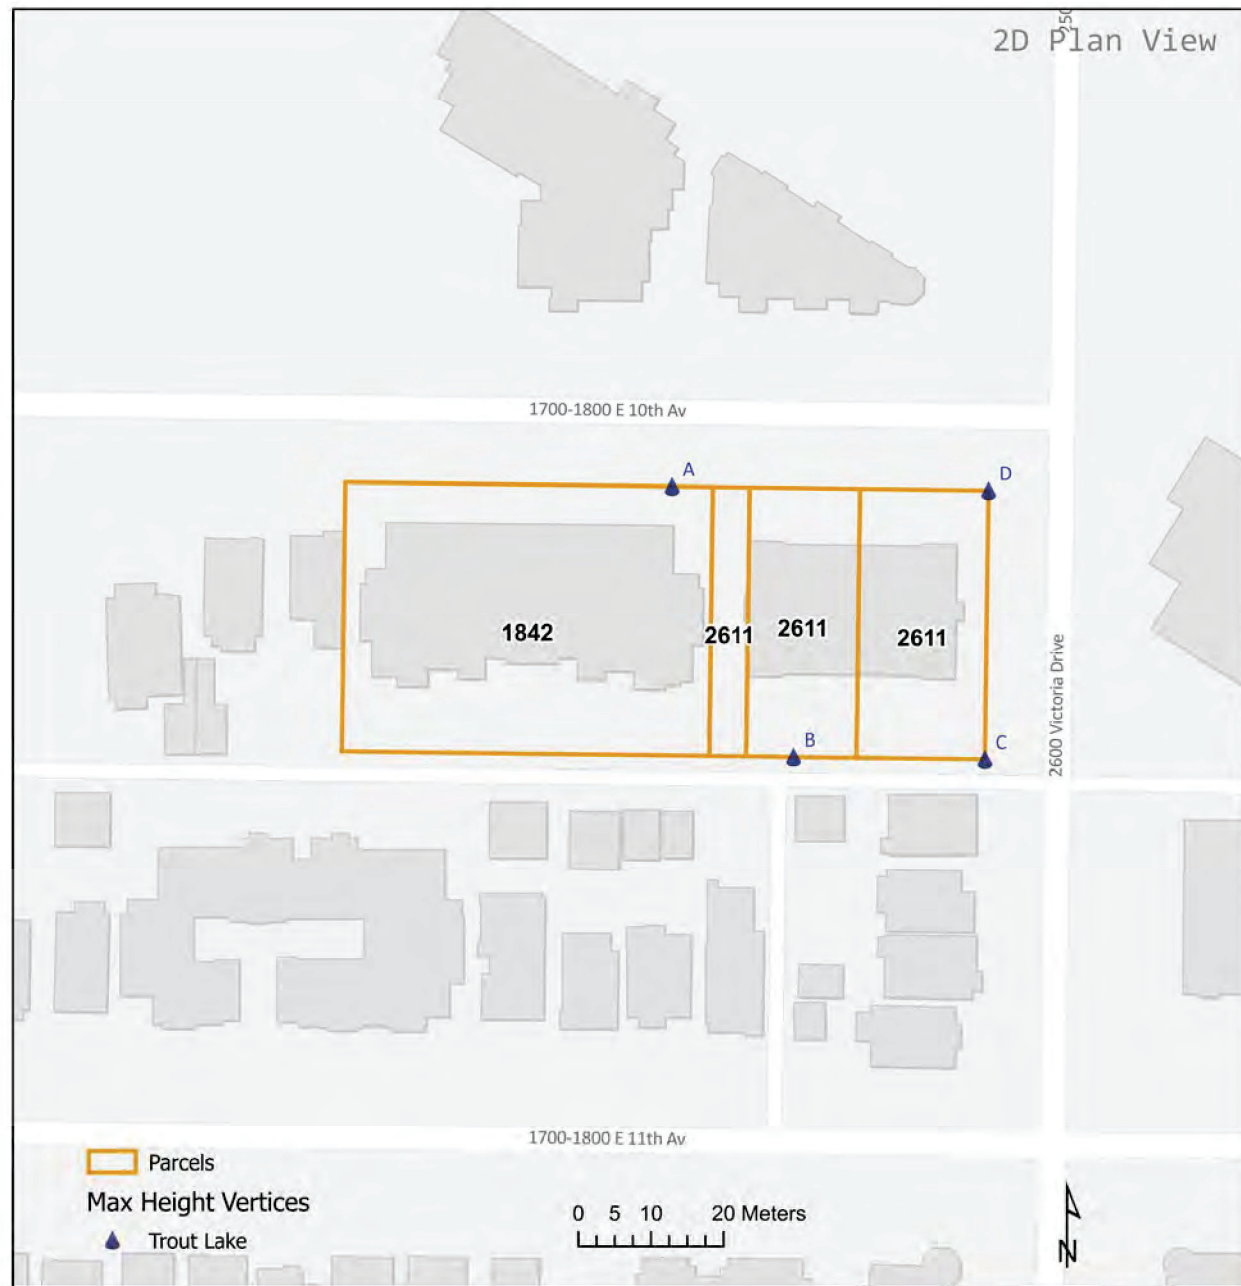 250
2D Plan View
1700-1800 E 10th Av
A
D
1842
2611
2611
2611
B
C
2600 Victoria Drive
1700-1800 E 11th Av
Parcels
Max Height Vertices
Trout Lake
0 5 10 20 Meters
N